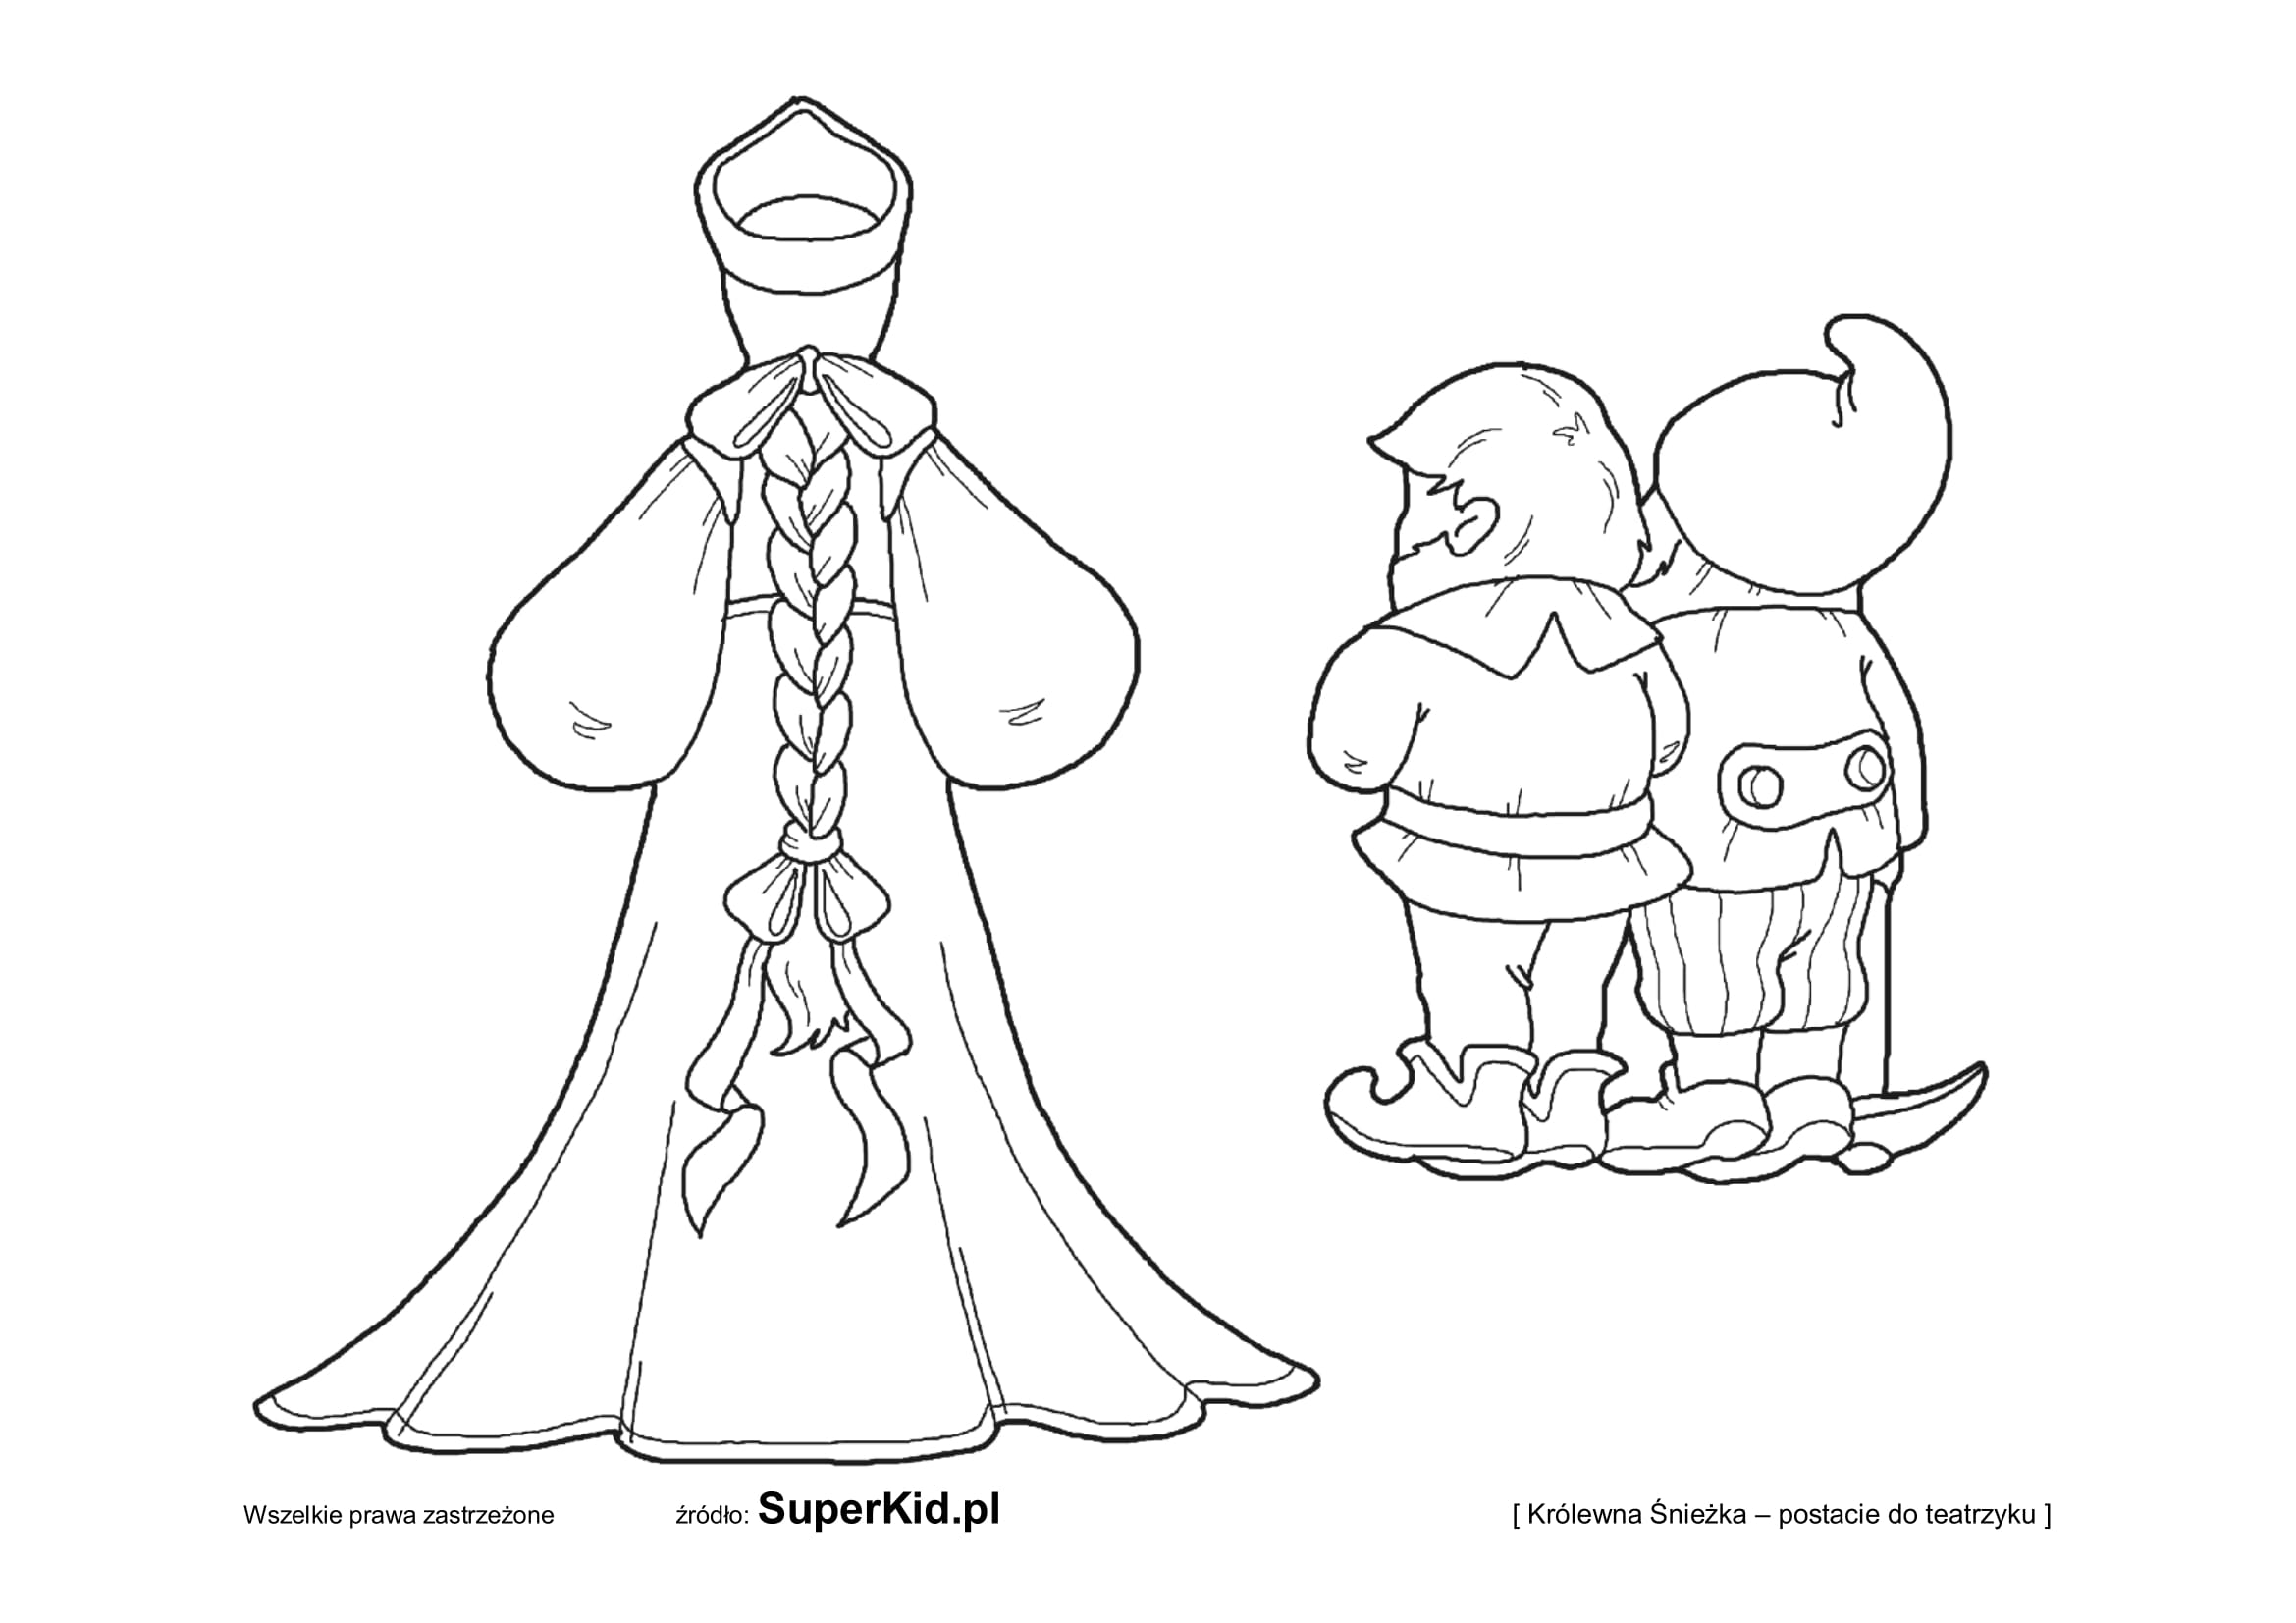 Wszelkie prawa zastrzeżone źródło: SuperKid.pl [ Królewna Śnieżka – postacie do teatrzyku ]